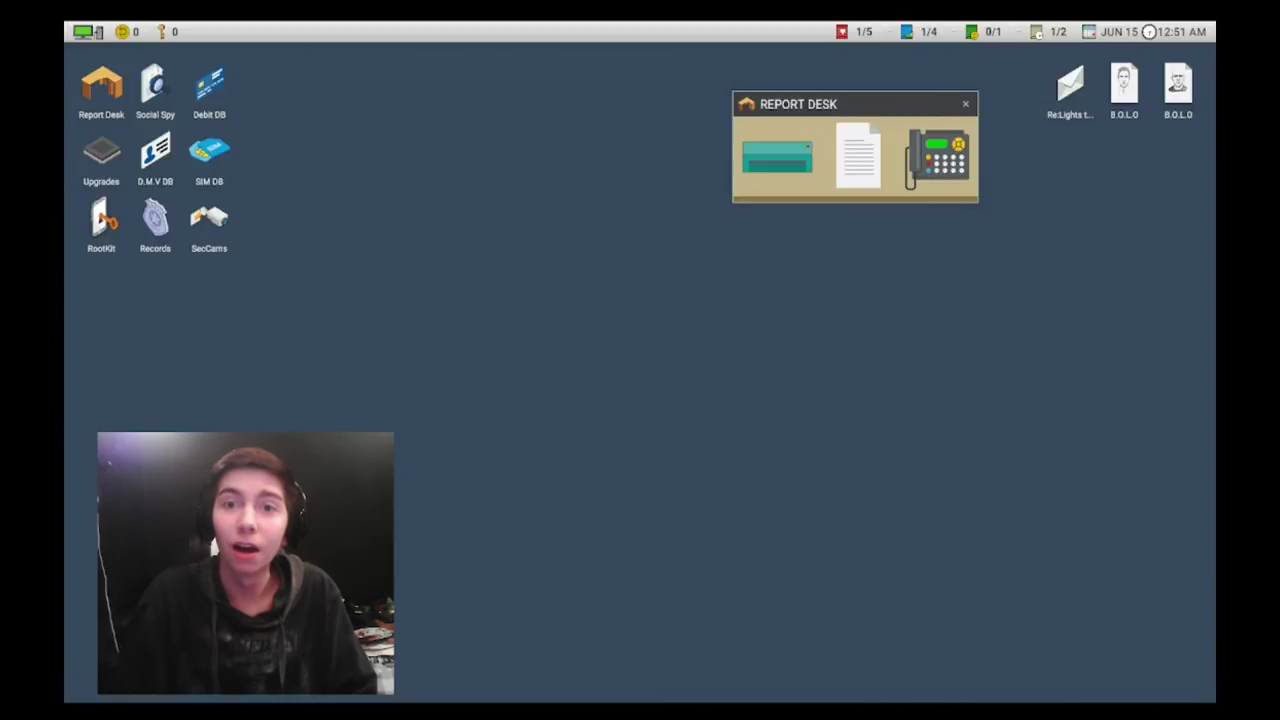 0 0 1/5 1/4 0/1 1/2 JUN 15 12:51 AM
Report Desk Social Spy Debit DB
Upgrades D.M.V DB SIM DB
RootKit Records SecCams
REPORT DESK
Re:Lights t... B.O.L.O B.O.L.O